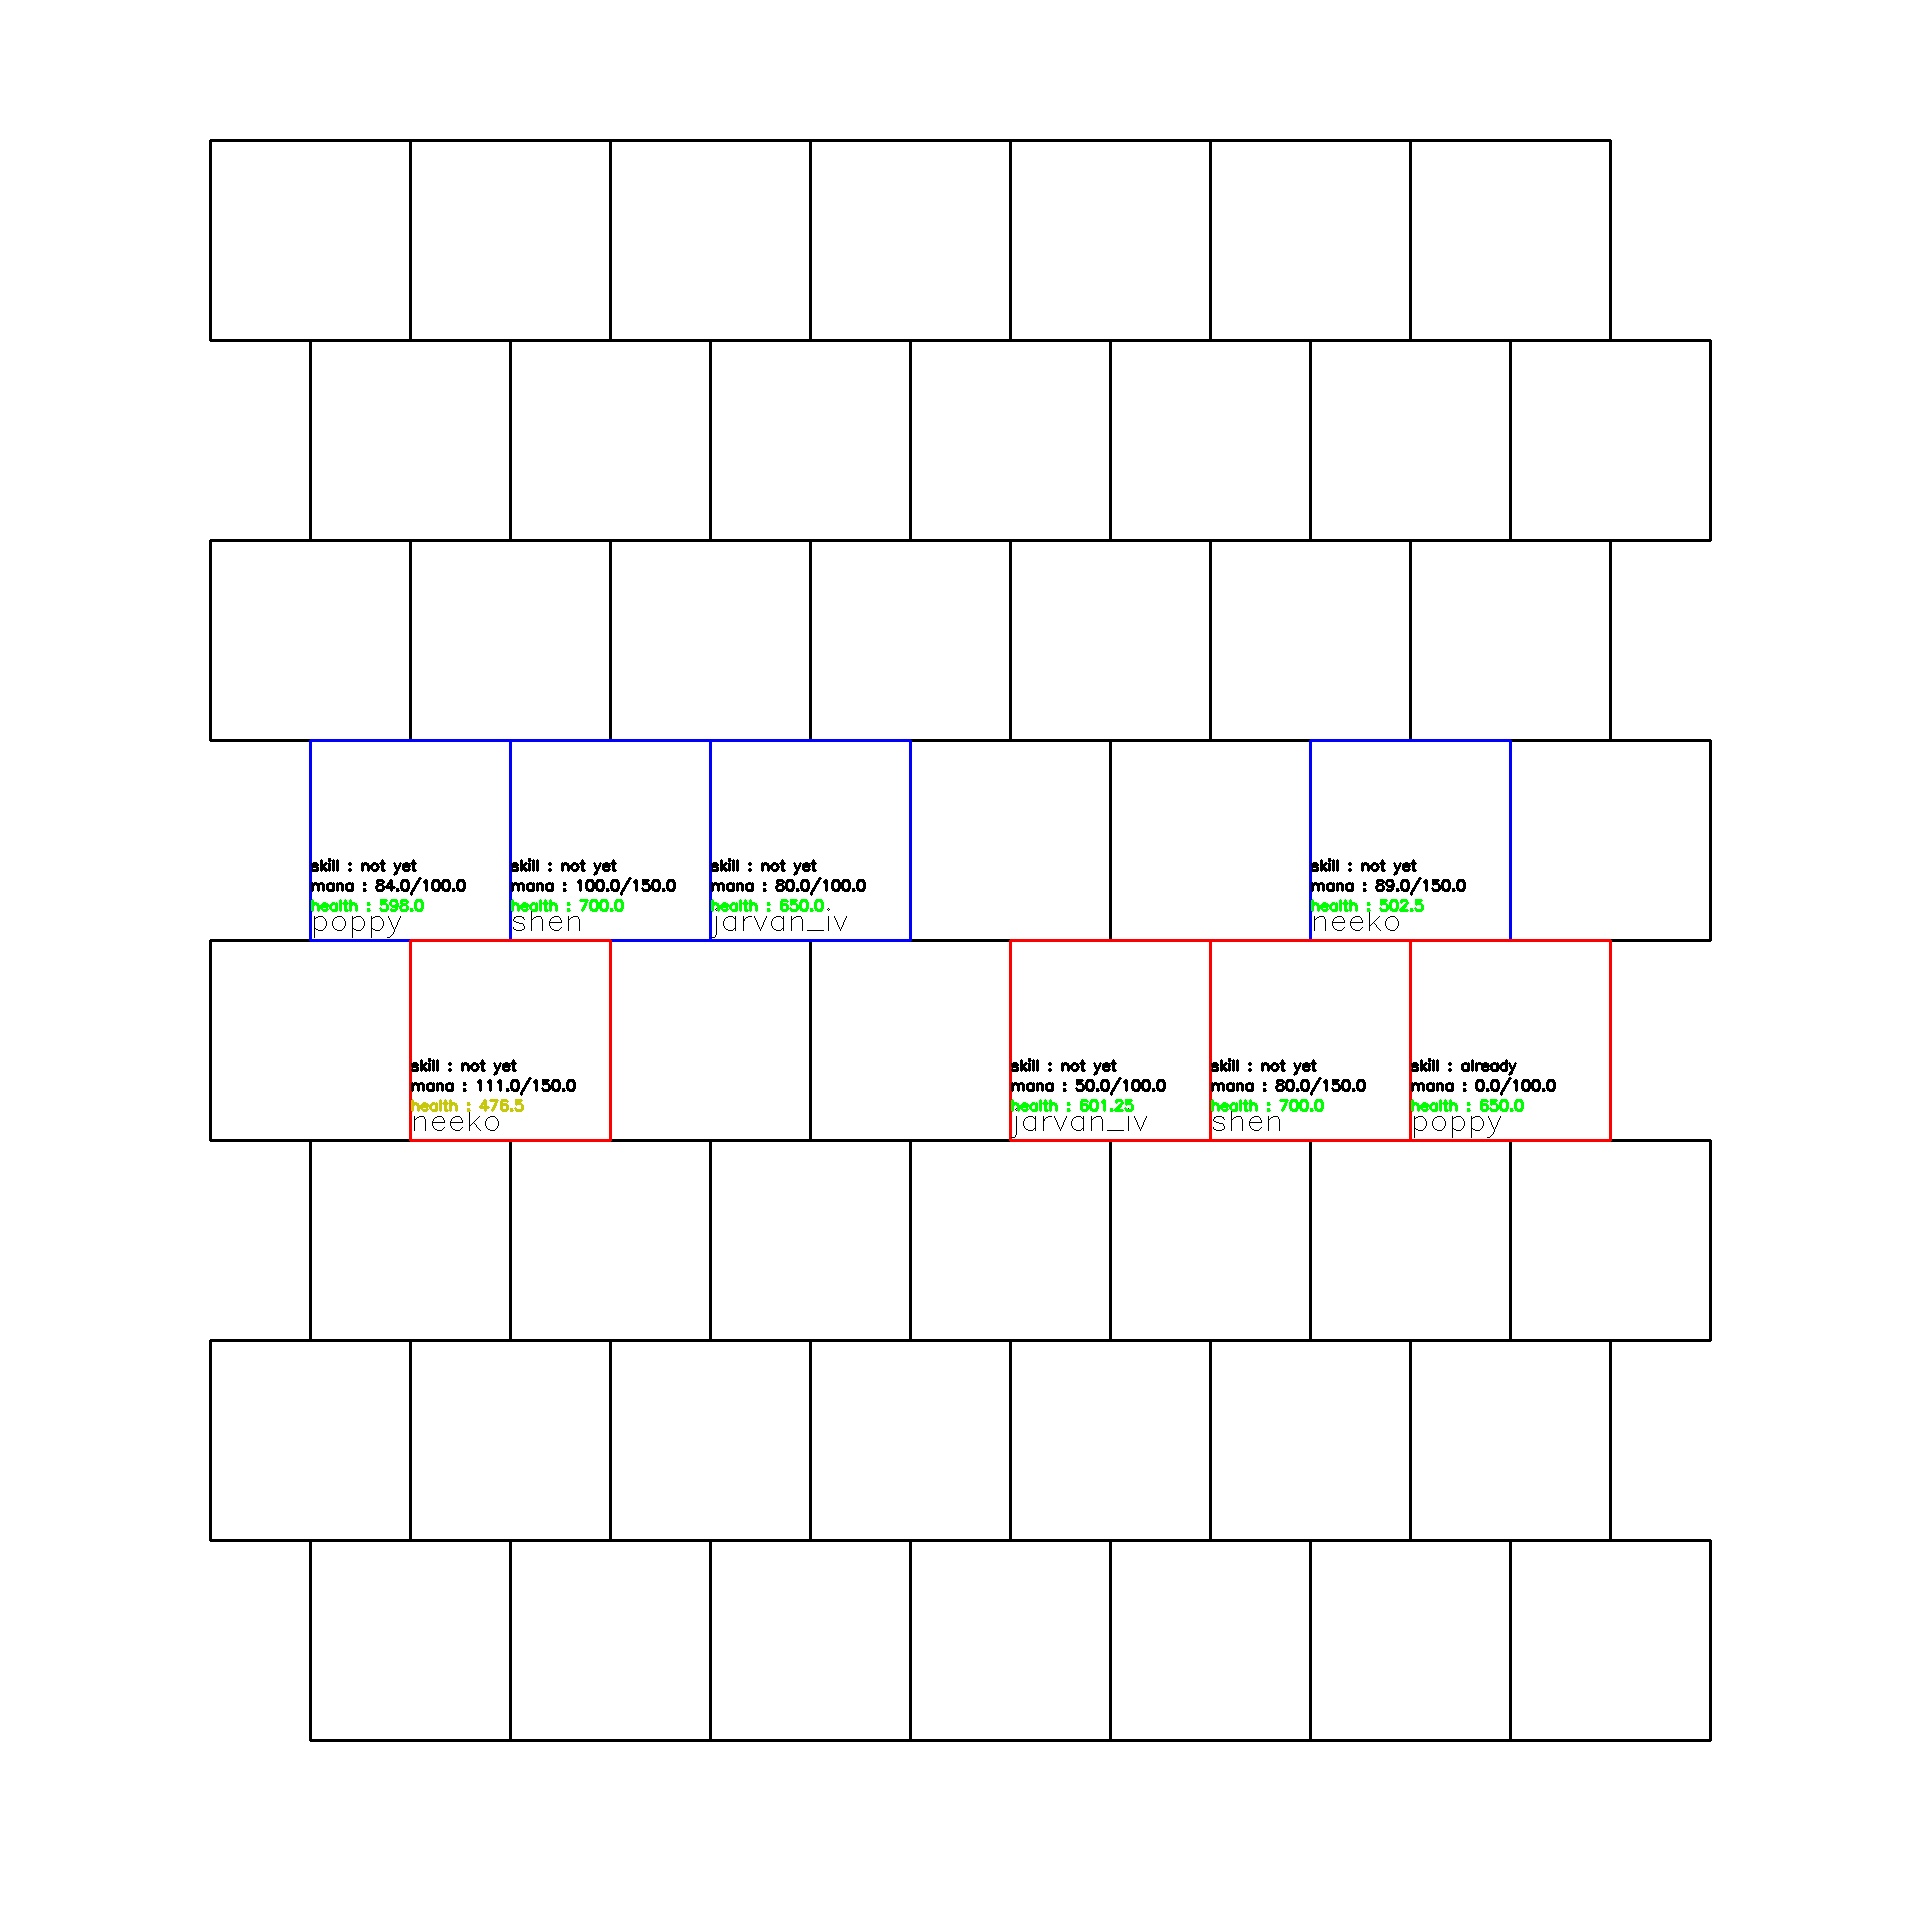 skill : not yet
mana : 84.0/100.0
health : 598.0
poppy
skill : not yet
mana : 100.0/150.0
health : 700.0
shen
skill : not yet
mana : 80.0/100.0
health : 650.0
jarvan_iv
skill : not yet
mana : 89.0/150.0
health : 502.5
neeko
skill : not yet
mana : 111.0/150.0
health : 476.5
neeko
skill : not yet
mana : 50.0/100.0
health : 601.25
jarvan_iv
skill : not yet
mana : 80.0/150.0
health : 700.0
shen
skill : already
mana : 0.0/100.0
health : 650.0
poppy